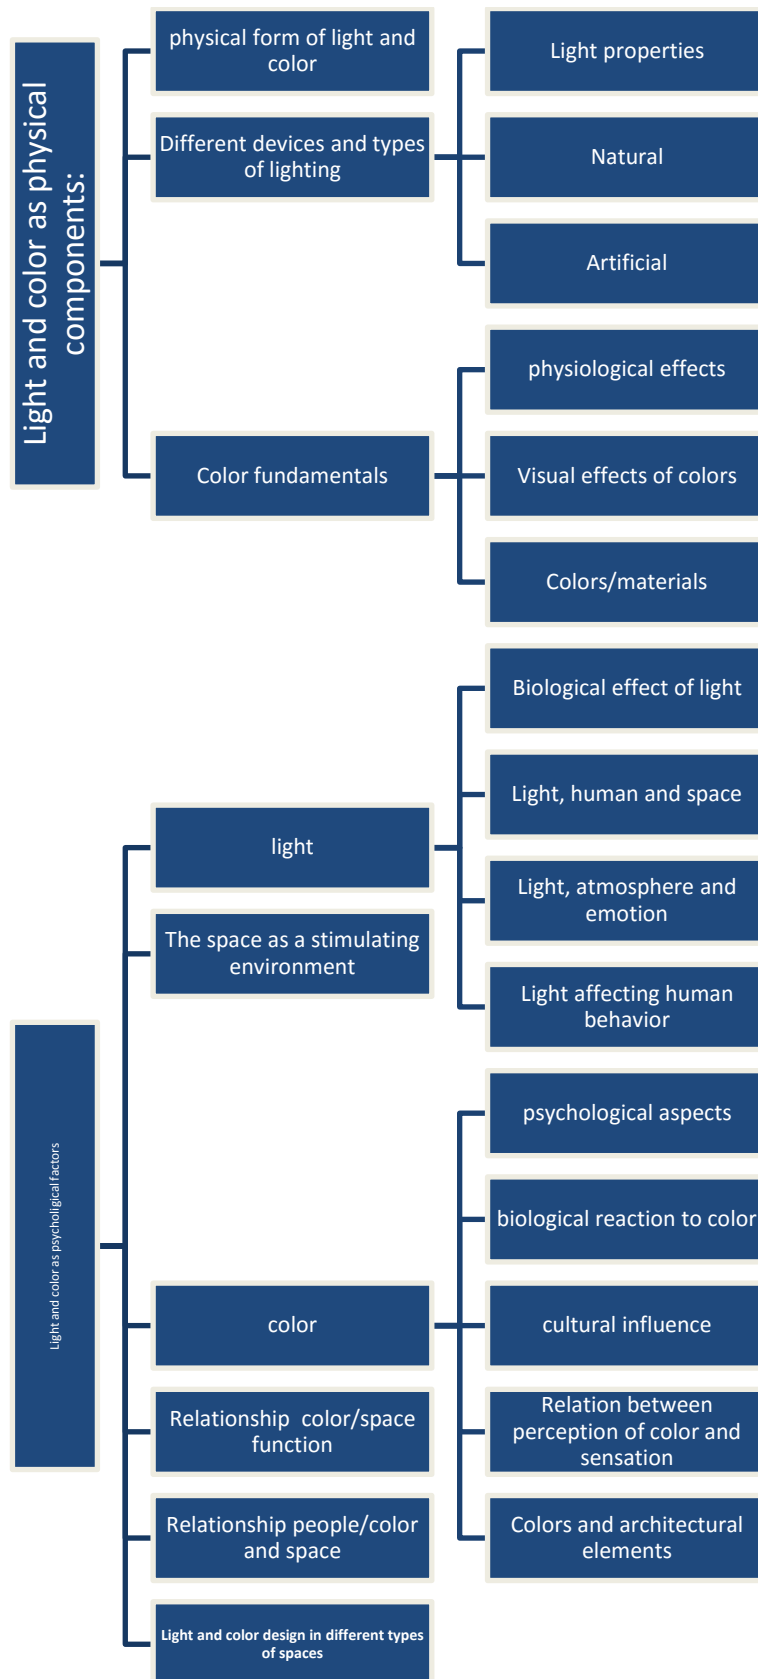 Light and color as physical
components:
physical form of light and
color
Different devices and types
of lighting
Light properties
Natural
Artificial
Color fundamentals
physiological effects
Visual effects of colors
Colors/materials
Light and color as psycholigical factors
light
Biological effect of light
Light, human and space
Light, atmosphere and
emotion
Light affecting human
behavior
The space as a stimulating
environment
color
psychological aspects
biological reaction to color
cultural influence
Relation between
perception of color and
sensation
Colors and architectural
elements
Relationship color/space
function
Relationship people/color
and space
Light and color design in different types
of spaces